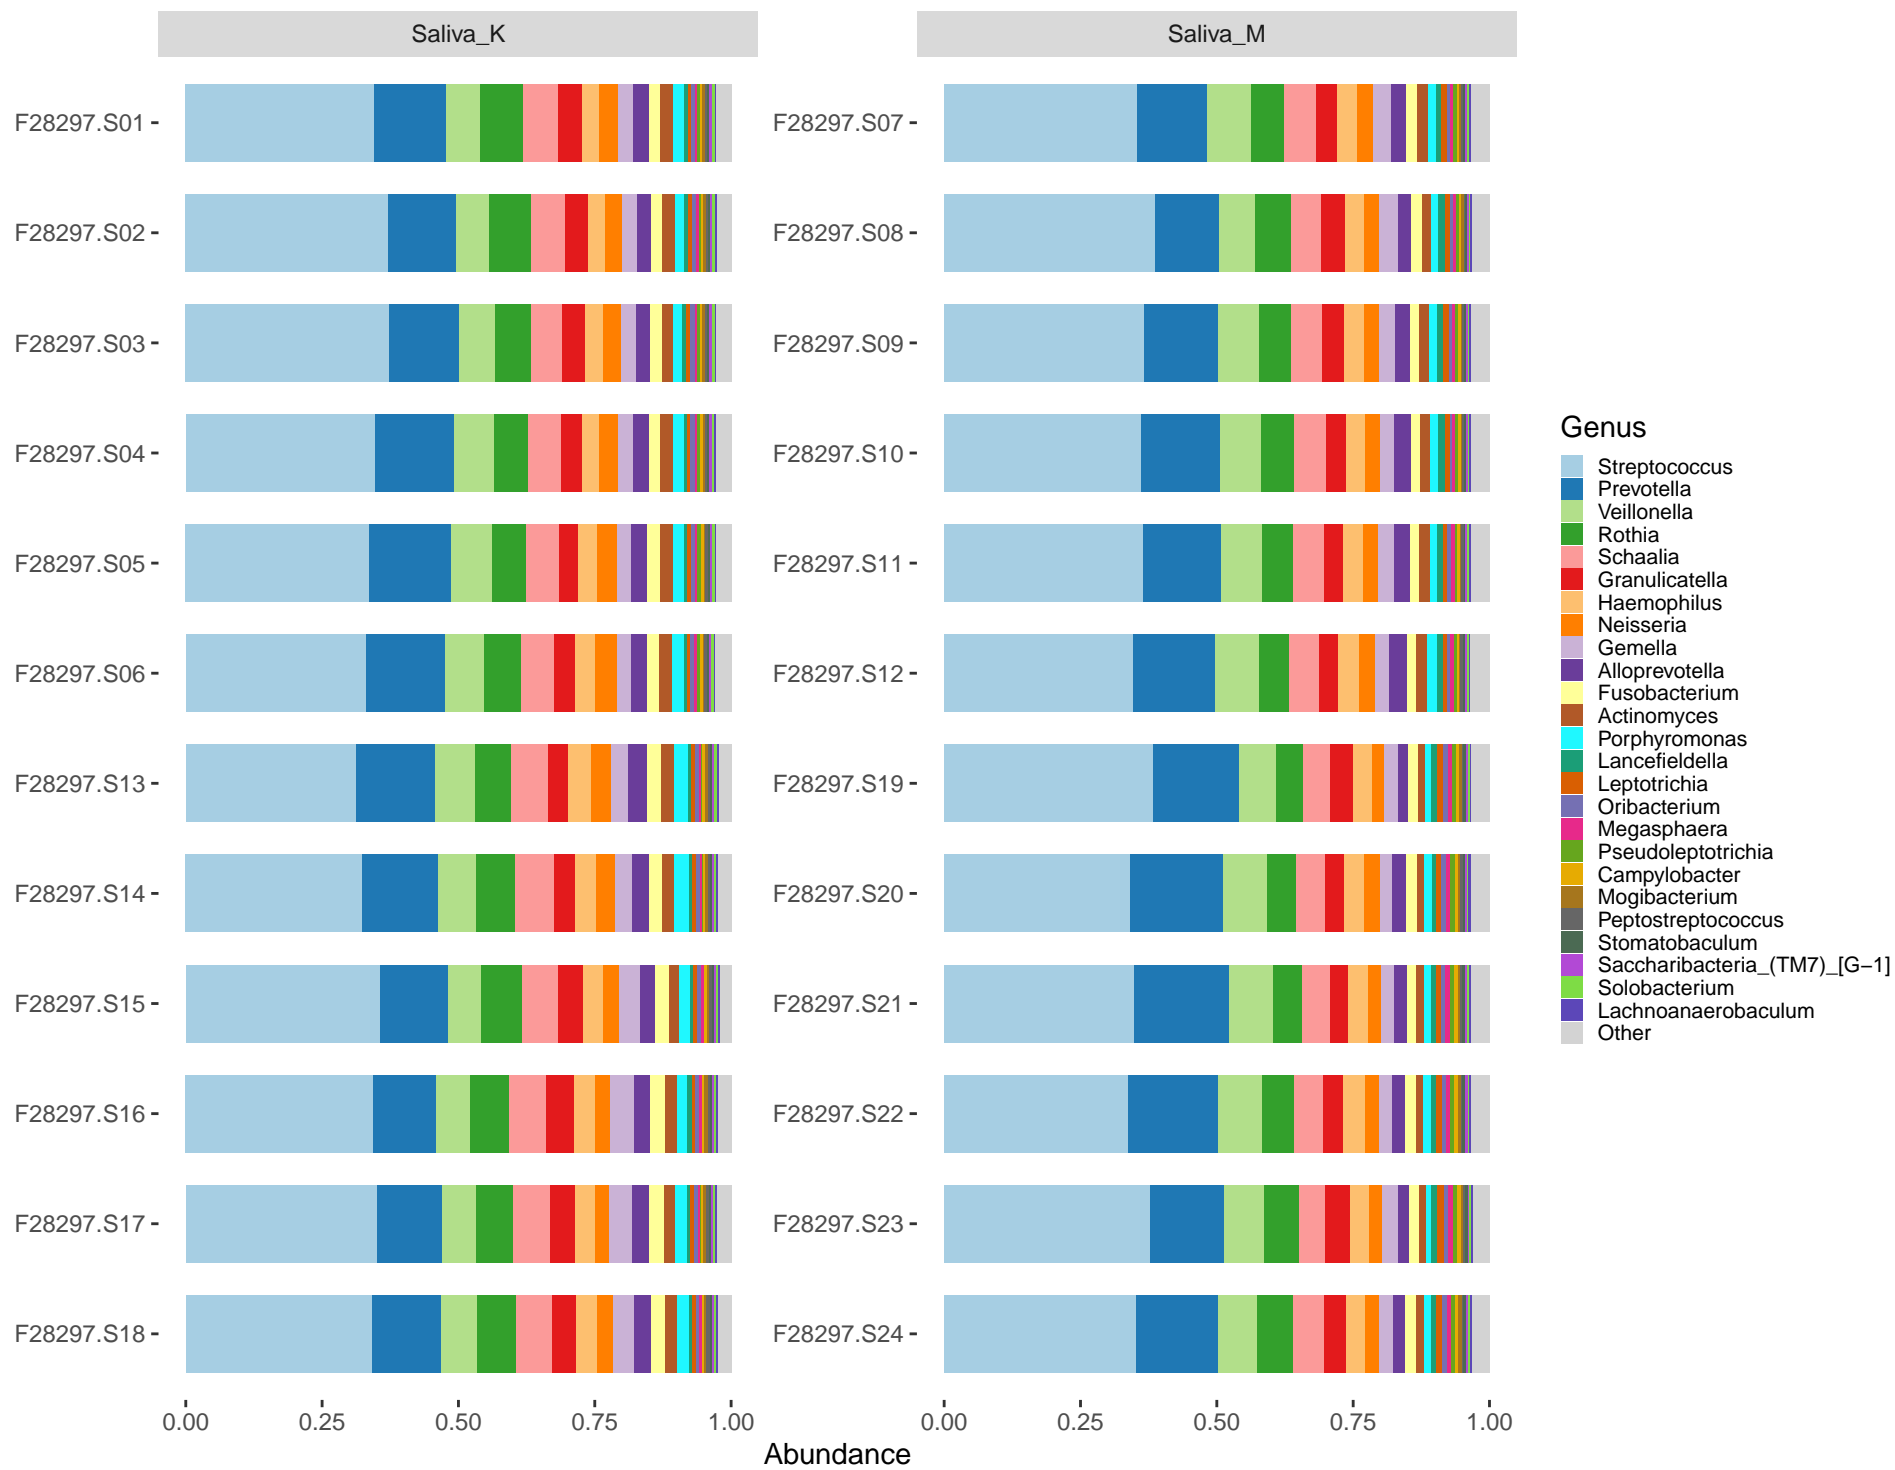 Saliva_K
Saliva_M
F28297.S01
F28297.S02
F28297.S03
F28297.S04
F28297.S05
F28297.S06
F28297.S13
F28297.S14
F28297.S15
F28297.S16
F28297.S17
F28297.S18
0.00 0.25 0.50 0.75 1.00
F28297.S07
F28297.S08
F28297.S09
F28297.S10
F28297.S11
F28297.S12
F28297.S19
F28297.S20
F28297.S21
F28297.S22
F28297.S23
F28297.S24
0.00 0.25 0.50 0.75 1.00
Abundance
Genus
Streptococcus
Prevotella
Veillonella
Rothia
Schaalia
Granulicatella
Haemophilus
Neisseria
Gemella
Alloprevotella
Fusobacterium
Actinomyces
Porphyromonas
Lancefieldella
Leptotrichia
Oribacterium
Megasphaera
Pseudoleptotrichia
Campylobacter
Mogibacterium
Peptostreptococcus
Stomatobaculum
Saccharibacteria_(TM7)_[G−1]
Solobacterium
Lachnoanaerobaculum
Other